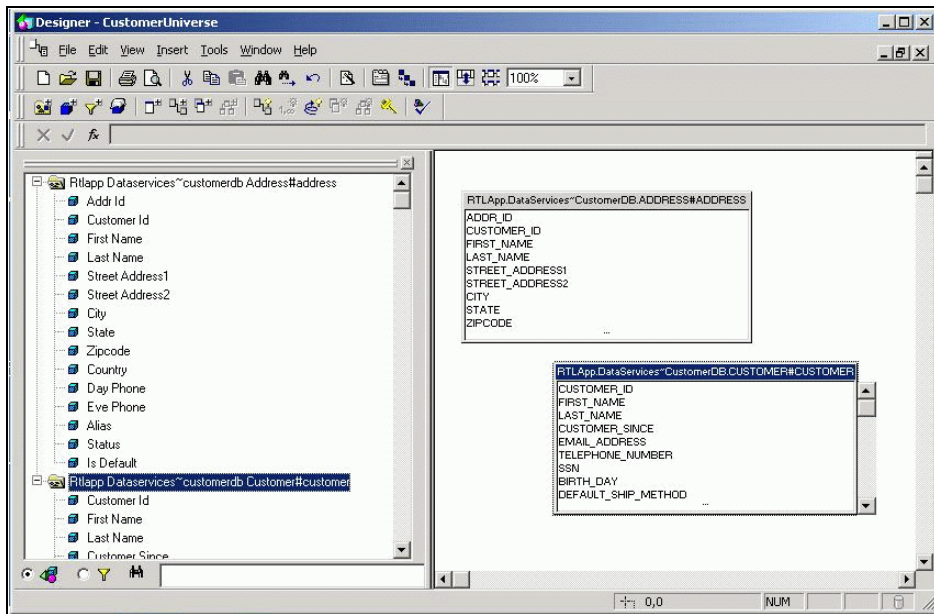 Designer - CustomerUniverse
File Edit View Insert Tools Window Help
100%
Rtlapp Dataservices~customerdb Address#address
Addr Id
Customer Id
First Name
Last Name
Street Address1
Street Address2
City
State
Zipcode
Country
Day Phone
Eve Phone
Alias
Status
Is Default
Rtlapp Dataservices~customerdb Customer#customer
Customer Id
First Name
Last Name
Customer Since
RTLApp.DataServices~CustomerDB.ADDRESS#ADDRESS
ADDR_ID
CUSTOMER_ID
FIRST_NAME
LAST_NAME
STREET_ADDRESS1
STREET_ADDRESS2
CITY
STATE
ZIPCODE
...
RTLApp.DataServices~CustomerDB.CUSTOMER#CUSTOMER
CUSTOMER_ID
FIRST_NAME
LAST_NAME
CUSTOMER_SINCE
EMAIL_ADDRESS
TELEPHONE_NUMBER
SSN
BIRTH_DAY
DEFAULT_SHIP_METHOD
...
0,0 NUM